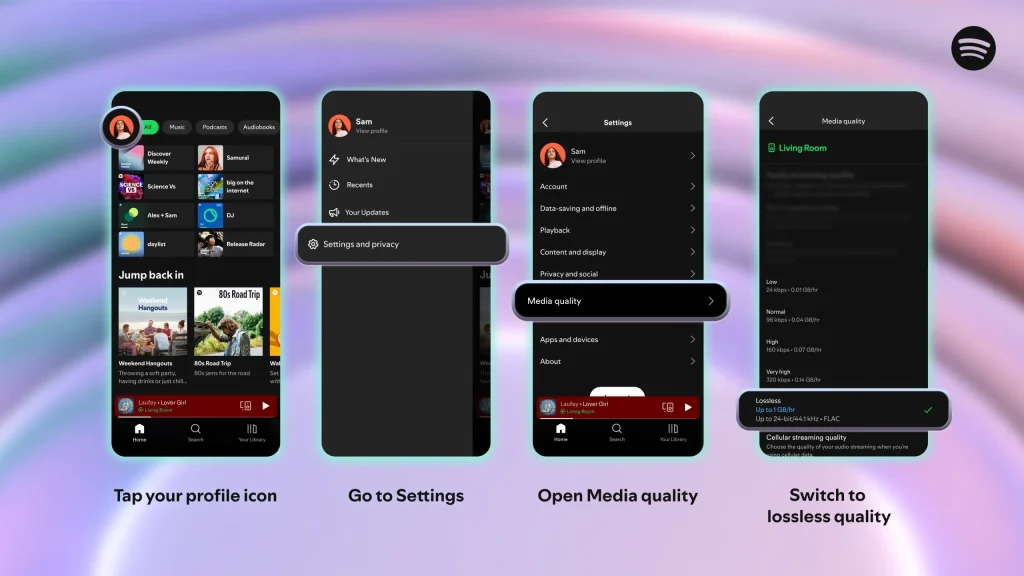 All
Music
Podcasts
Audiobooks
Discover
Weekly
Samurai
Science Vs
big on the
internet
Alex + Sam
DJ
daylist
Release Radar
Jump back in
Weekend
Hangouts
80s Road Trip
Weekend Hangouts
Throwing a soft party,
having drinks or just chill...
80s Road Trip
80s jams for the road
Laufey • Lover Girl
Living Room
Home
Search
Your Library
Tap your profile icon
Sam
View profile
What's New
Recents
Your Updates
Settings and privacy
Go to Settings
Settings
Sam
View profile
Account
Data-saving and offline
Playback
Content and display
Privacy and social
Media quality
Apps and devices
About
Laufey • Lover Girl
Living Room
Home
Search
Your Library
Open Media quality
Media quality
Living Room
Low
24 kbps • 0.01 GB/hr
Normal
96 kbps • 0.04 GB/hr
High
160 kbps • 0.07 GB/hr
Very high
320 kbps • 0.14 GB/hr
Lossless
Up to 1 GB/hr
Up to 24-bit/44.1 kHz • FLAC
Cellular streaming quality
Choose the quality of your audio streaming when you're
using cellular data.
Switch to
lossless quality